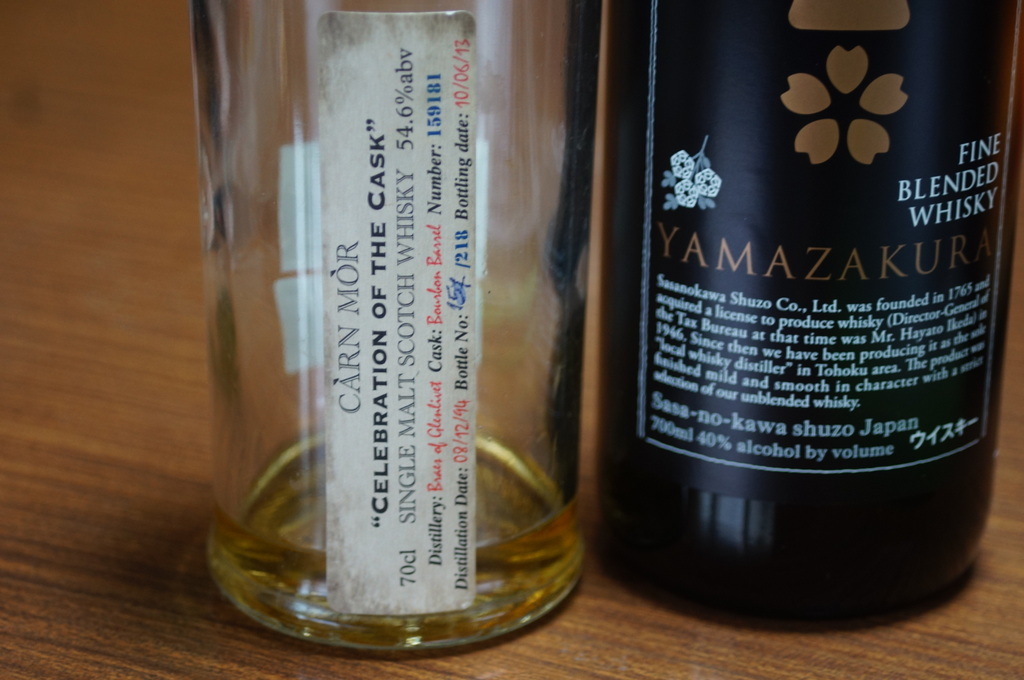 CÀRN MÒR
“CELEBRATION OF THE CASK”
70cl SINGLE MALT SCOTCH WHISKY 54.6%abv
Distillery: Braes of Glenlivet Cask: Bourbon Barrel Number: 159181
Distillation Date: 08/12/94 Bottle No: /218 Bottling date: 10/06/13
FINE
BLENDED
WHISKY
YAMAZAKURA
Sasanokawa Shuzo Co., Ltd. was founded in 1765 and
acquired a license to produce whisky (Director-General of
the Tax Bureau at that time was Mr. Hayato Ikeda) in
1946. Since then we have been producing it as the sole
"local whisky distiller" in Tohoku area. The product was
finished mild and smooth in character with a strict
selection of our unblended whisky.
Sasa-no-kawa shuzo Japan
700ml 40% alcohol by volume ウイスキー